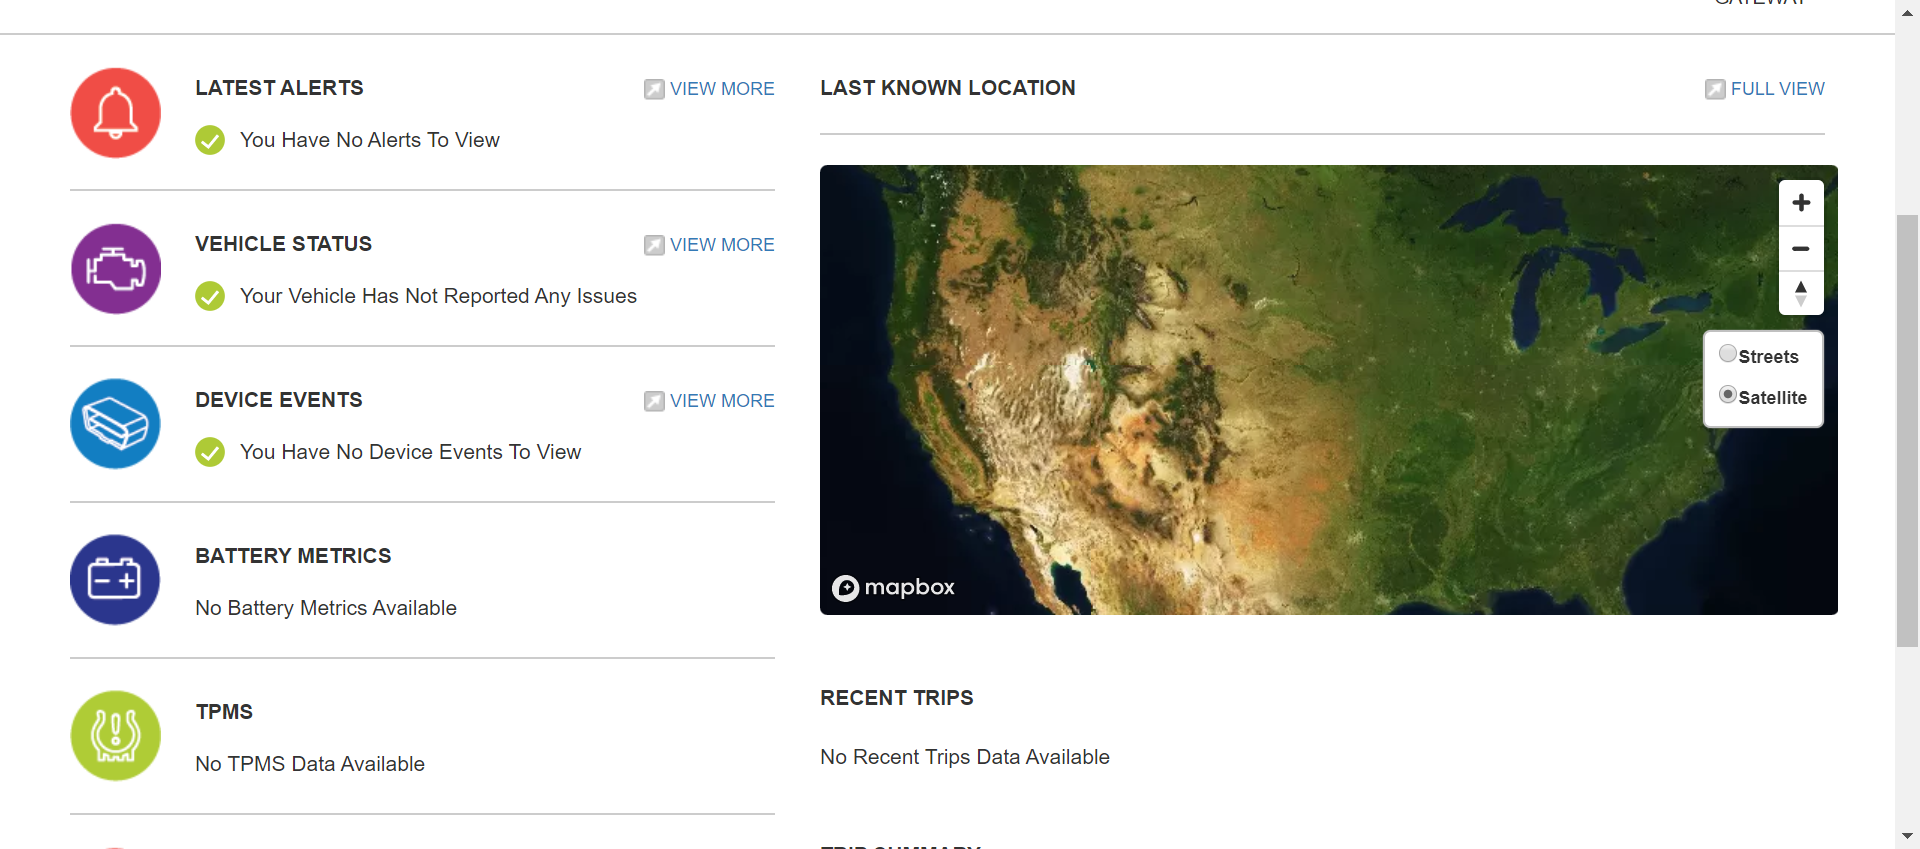 GATEWAY
LATEST ALERTS
VIEW MORE
You Have No Alerts To View
VEHICLE STATUS
VIEW MORE
Your Vehicle Has Not Reported Any Issues
DEVICE EVENTS
VIEW MORE
You Have No Device Events To View
BATTERY METRICS
No Battery Metrics Available
TPMS
No TPMS Data Available
LAST KNOWN LOCATION
FULL VIEW
Streets
Satellite
mapbox
RECENT TRIPS
No Recent Trips Data Available
TRIP SUMMARY